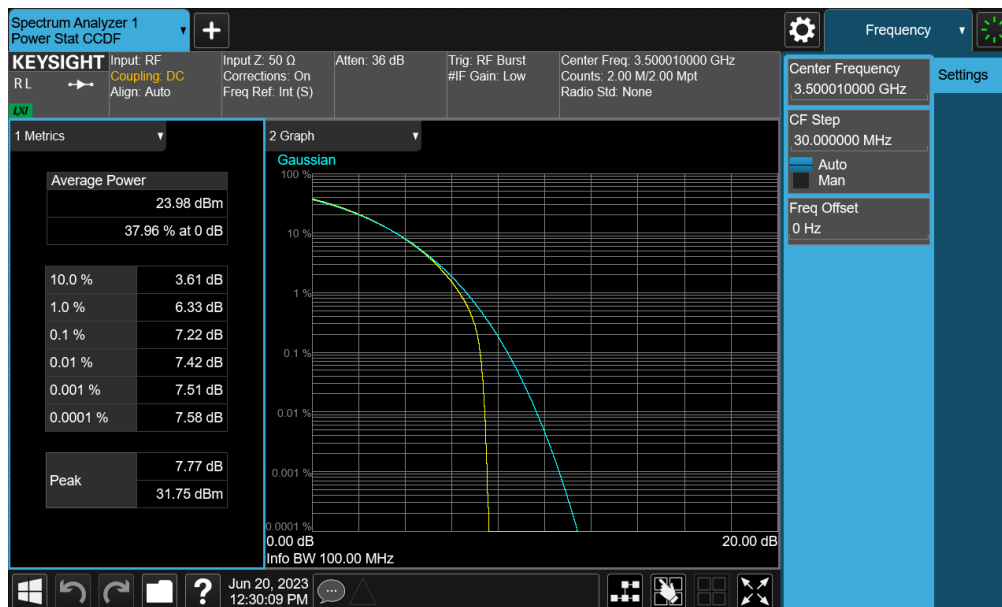 Spectrum Analyzer 1
Power Stat CCDF
+
Frequency
KEYSIGHT
RL
LXI
Input: RF
Coupling: DC
Align: Auto
Input Z: 50 Ω
Corrections: On
Freq Ref: Int (S)
Atten: 36 dB
Trig: RF Burst
#IF Gain: Low
Center Freq: 3.500010000 GHz
Counts: 2.00 M/2.00 Mpt
Radio Std: None
Center Frequency
3.500010000 GHz
Settings
CF Step
30.000000 MHz
Auto
Man
Freq Offset
0 Hz
1 Metrics
Average Power
23.98 dBm
37.96 % at 0 dB
10.0 % 3.61 dB
1.0 % 6.33 dB
0.1 % 7.22 dB
0.01 % 7.42 dB
0.001 % 7.51 dB
0.0001 % 7.58 dB
Peak
7.77 dB
31.75 dBm
2 Graph
Gaussian
100 %
10 %
1 %
0.1 %
0.01 %
0.001 %
0.0001 %
0.00 dB
20.00 dB
Info BW 100.00 MHz
?
Jun 20, 2023
12:30:09 PM